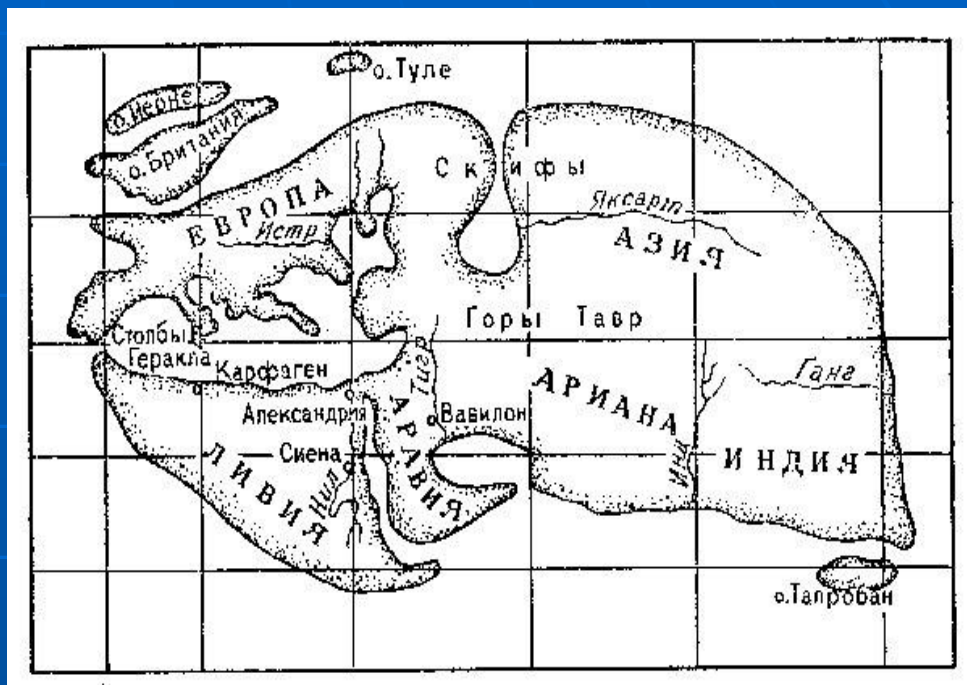 о. Туле
о. Иерне
о. Британия
Скифы
ЕВРОПА
Яксарт
Истр
АЗИЯ
Столбы
Геракла
Горы Тавр
Карфаген
Тигр
Ганг
АРИАНА
Александрия
Вавилон
АРАВИЯ
Сиена
ЛИВИЯ
Нил
Инд
ИНДИЯ
о. Тапробан